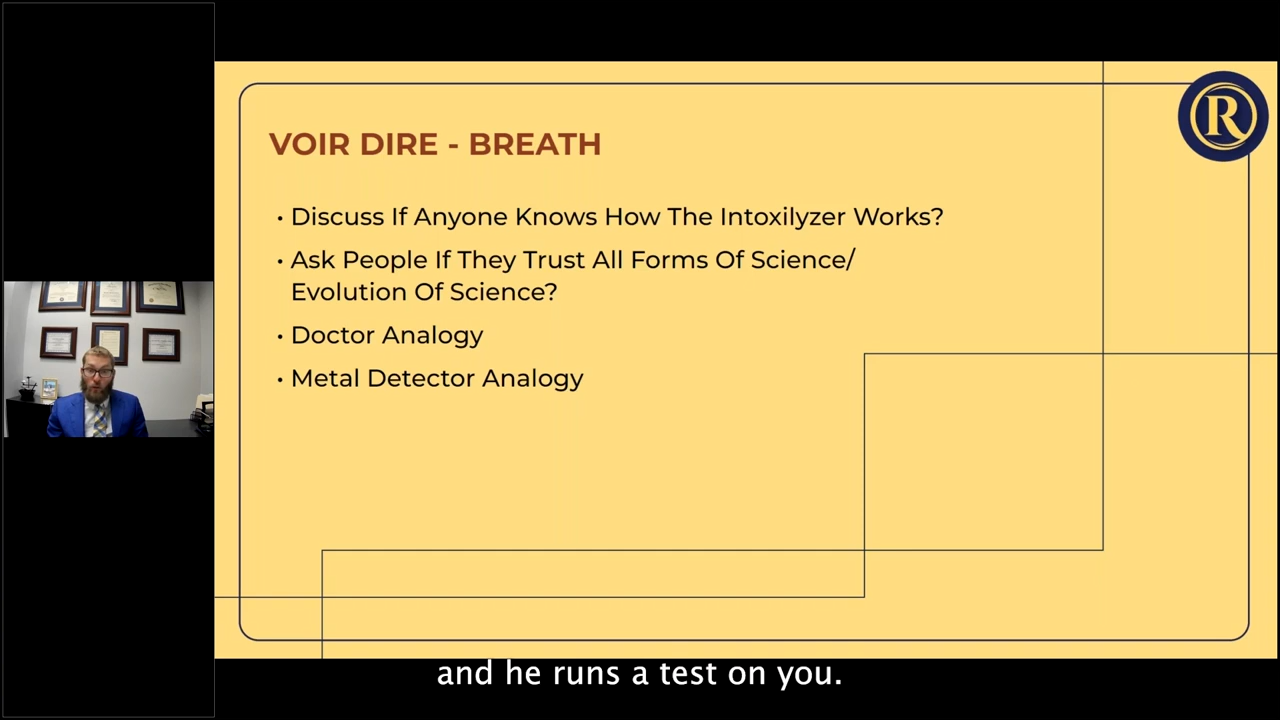 R
VOIR DIRE - BREATH
• Discuss If Anyone Knows How The Intoxilyzer Works?
• Ask People If They Trust All Forms Of Science/
Evolution Of Science?
• Doctor Analogy
• Metal Detector Analogy
and he runs a test on you.